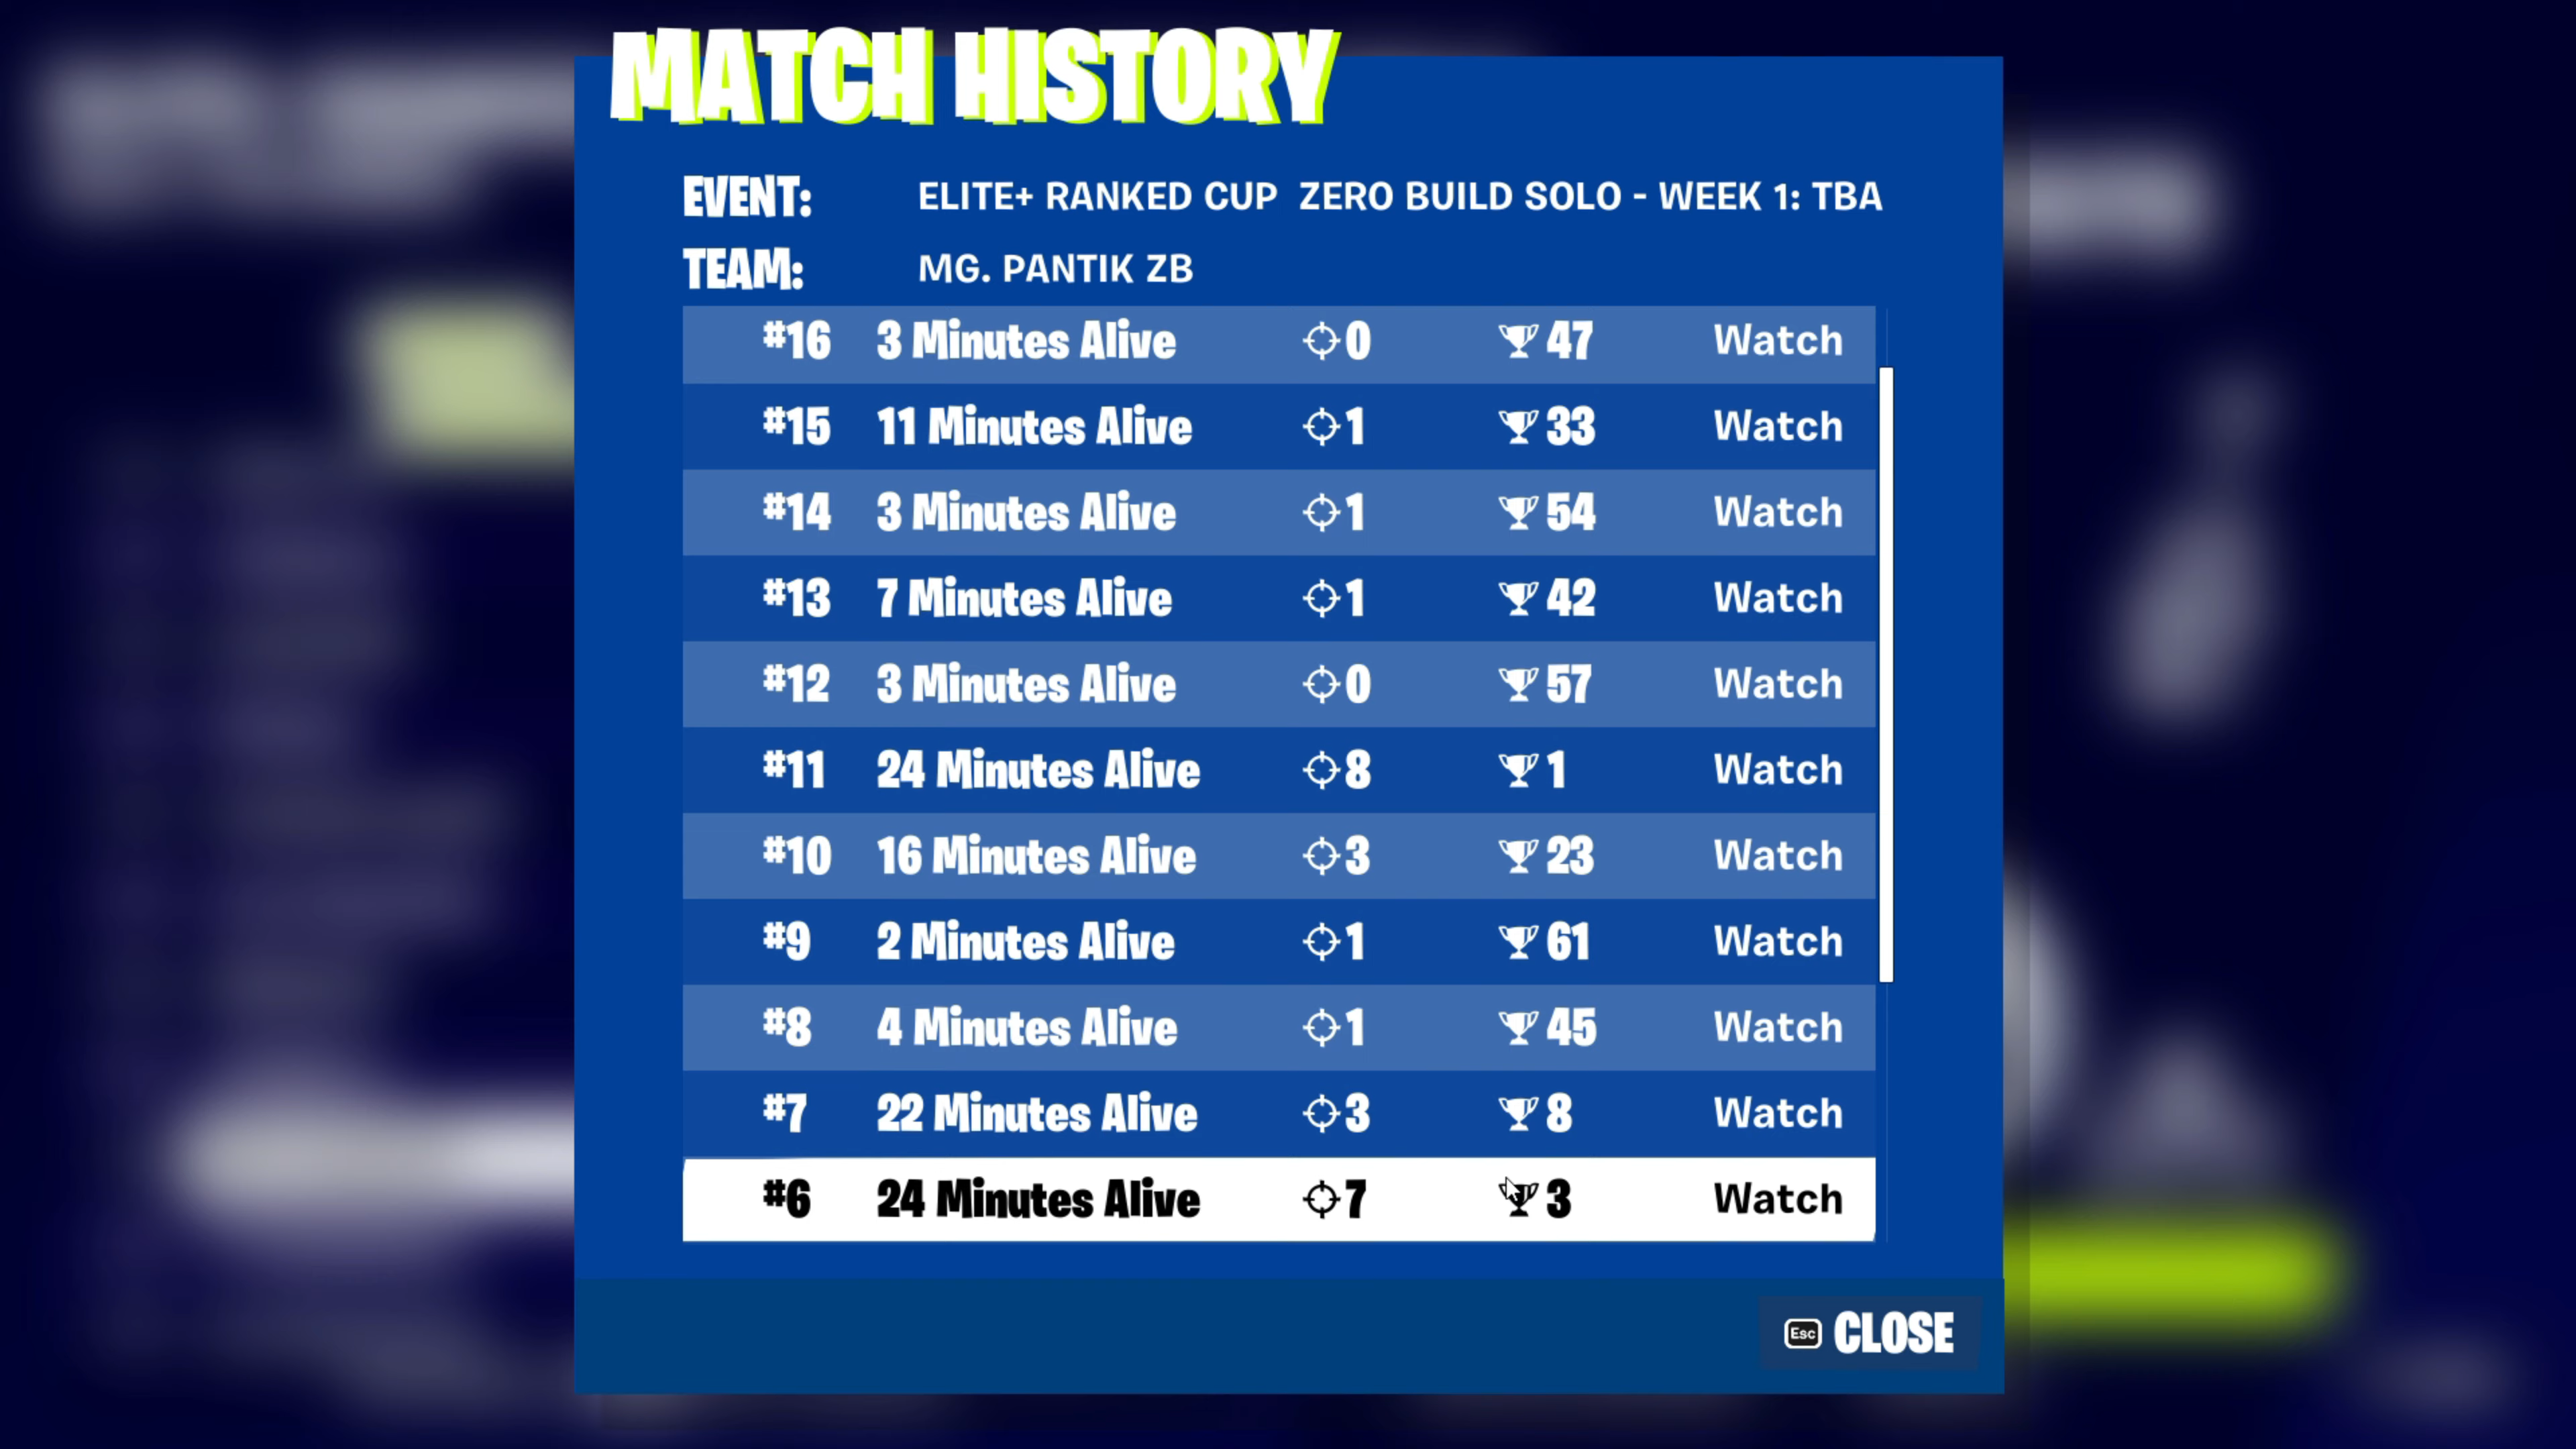 MATCH HISTORY
EVENT: ELITE+ RANKED CUP ZERO BUILD SOLO - WEEK 1: TBA
TEAM: MG. PANTIK ZB
#16 3 Minutes Alive 0 47 Watch
#15 11 Minutes Alive 1 33 Watch
#14 3 Minutes Alive 1 54 Watch
#13 7 Minutes Alive 1 42 Watch
#12 3 Minutes Alive 0 57 Watch
#11 24 Minutes Alive 8 1 Watch
#10 16 Minutes Alive 3 23 Watch
#9 2 Minutes Alive 1 61 Watch
#8 4 Minutes Alive 1 45 Watch
#7 22 Minutes Alive 3 8 Watch
#6 24 Minutes Alive 7 3 Watch
Esc CLOSE